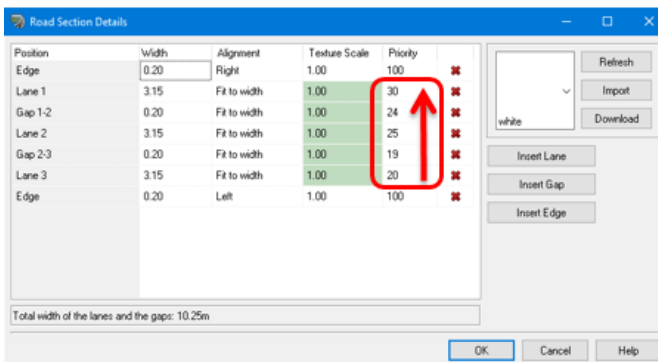 Road Section Details
Position Width Alignment Texture Scale Priority
Edge 0.20 Right 1.00 100
Lane 1 3.15 Fit to width 1.00 30
Gap 1-2 0.20 Fit to width 1.00 24
Lane 2 3.15 Fit to width 1.00 25
Gap 2-3 0.20 Fit to width 1.00 19
Lane 3 3.15 Fit to width 1.00 20
Edge 0.20 Left 1.00 100
white
Refresh
Import
Download
Insert Lane
Insert Gap
Insert Edge
Total width of the lanes and the gaps: 10.25m
OK Cancel Help